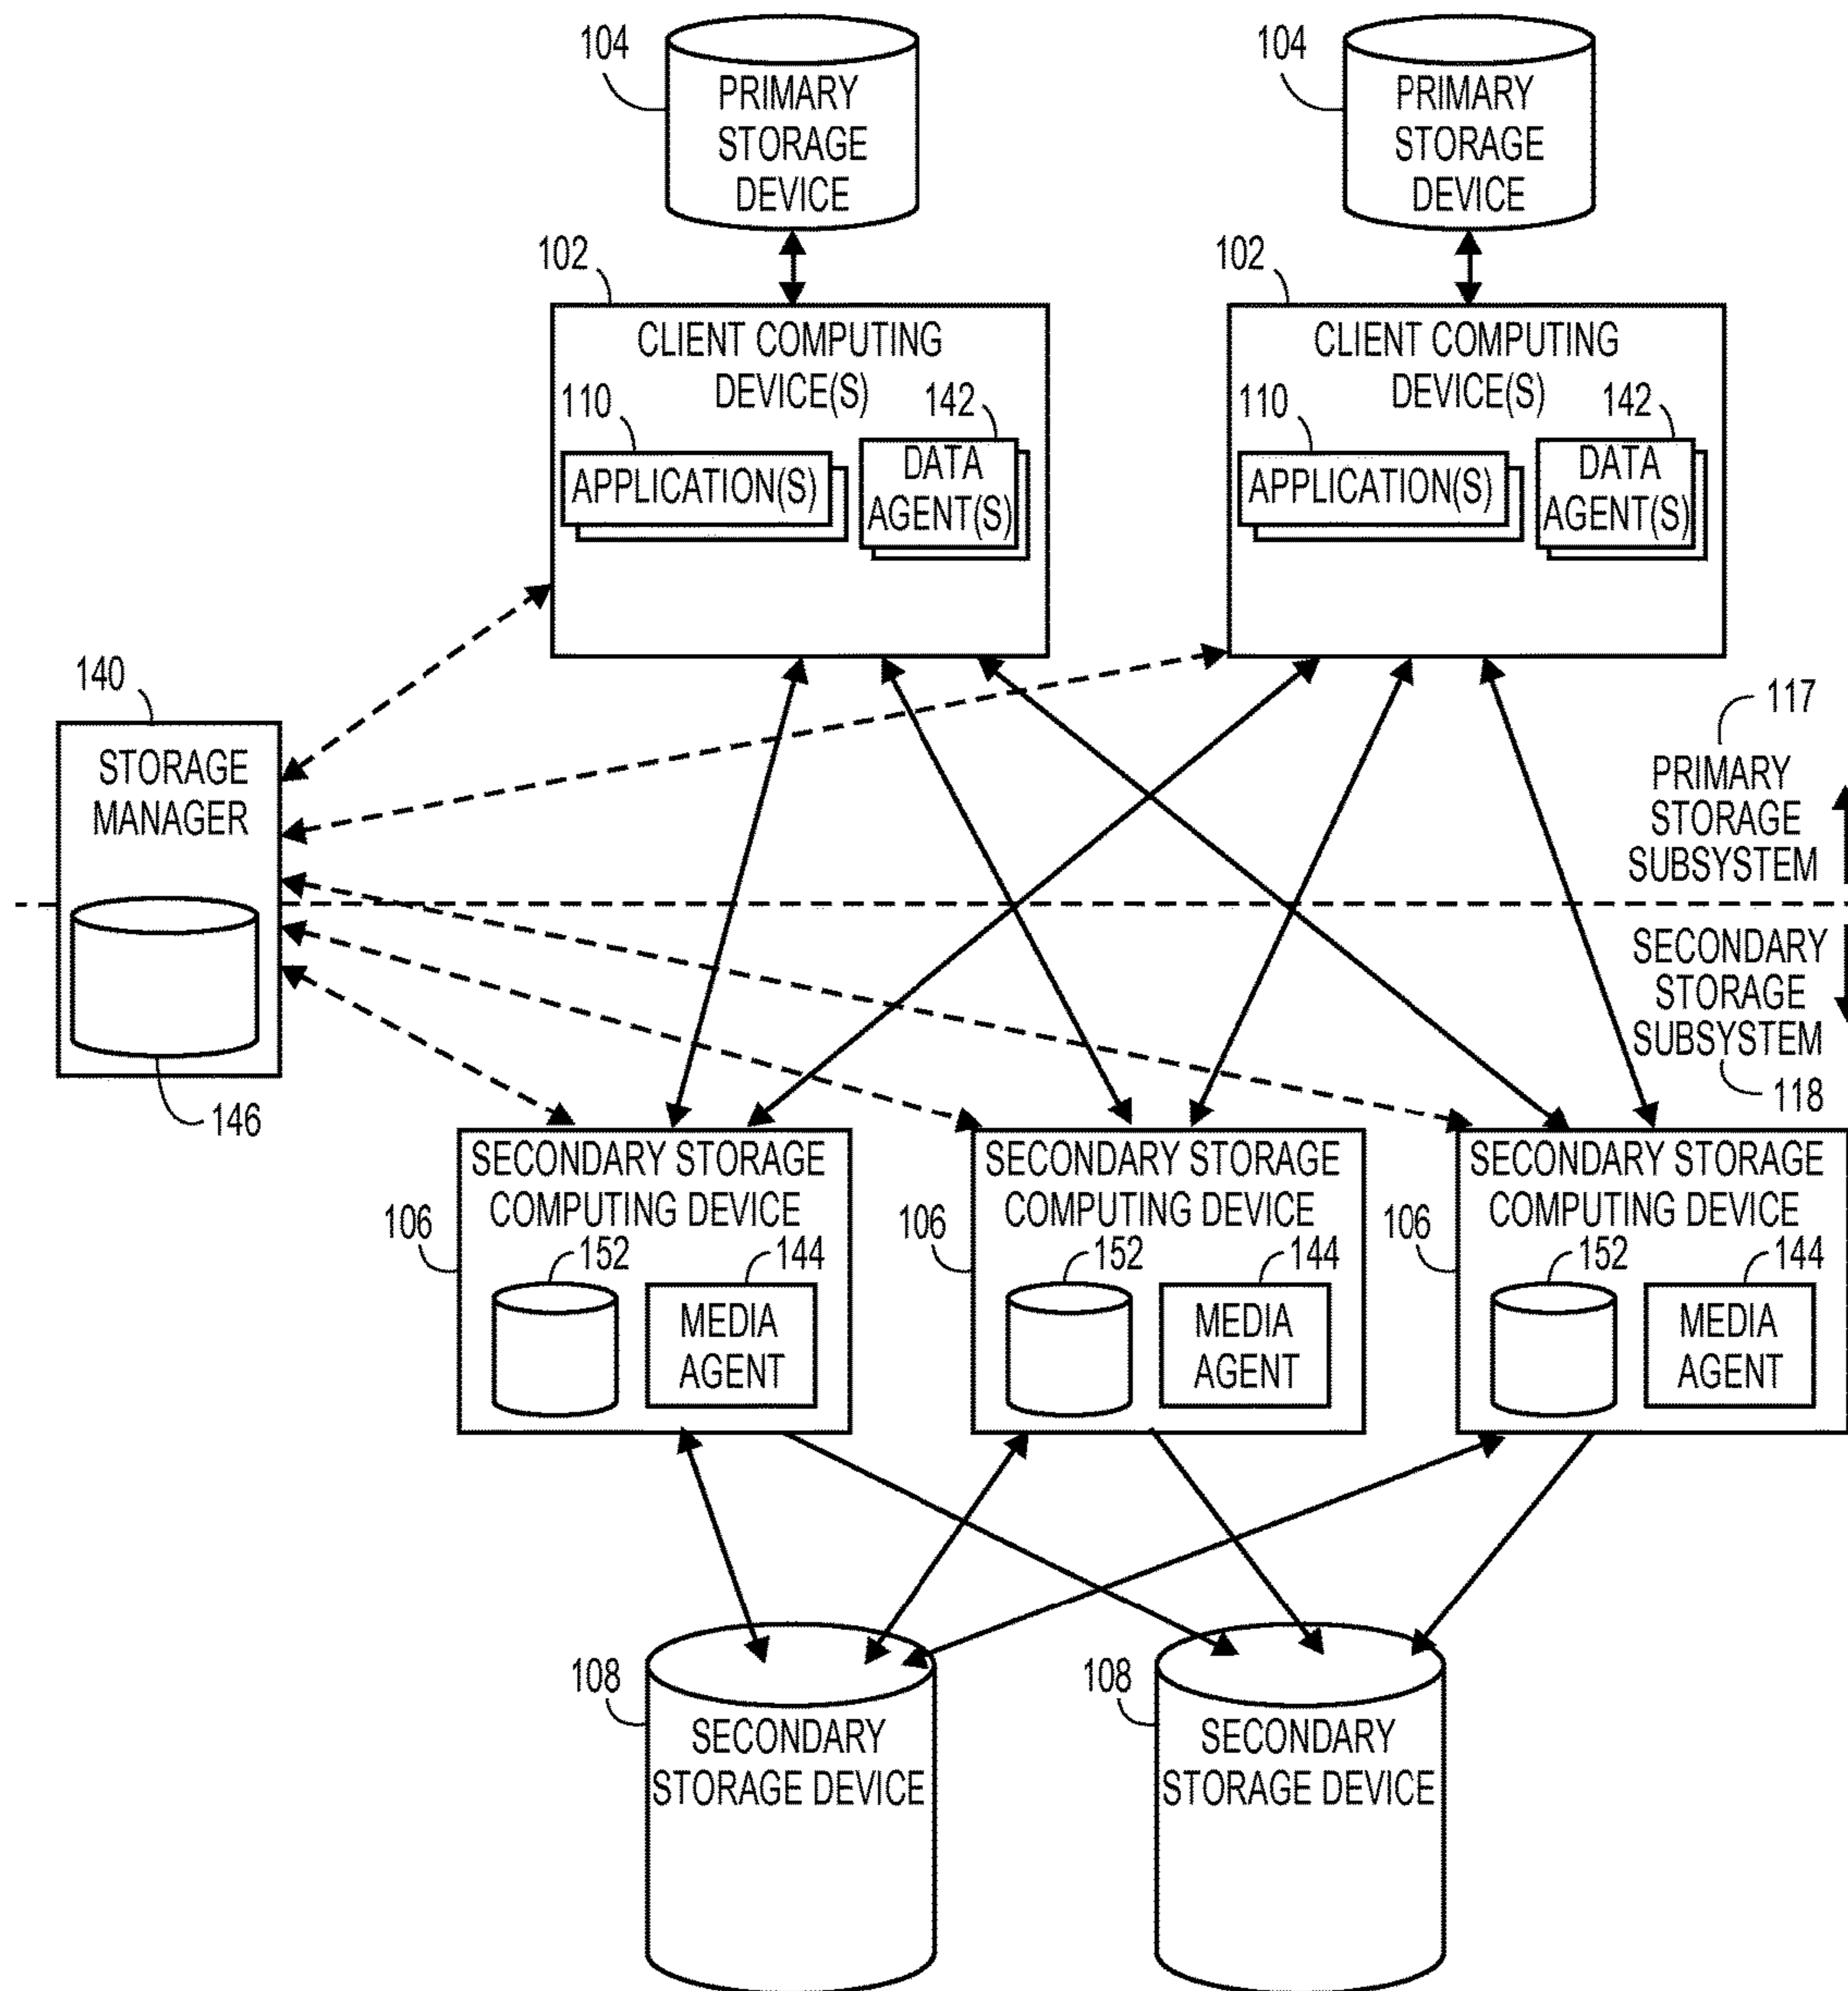 104
PRIMARY
STORAGE
DEVICE
104
PRIMARY
STORAGE
DEVICE
102
CLIENT COMPUTING
DEVICE(S)
110
142
APPLICATION(S)
DATA
AGENT(S)
102
CLIENT COMPUTING
DEVICE(S)
110
142
APPLICATION(S)
DATA
AGENT(S)
140
STORAGE
MANAGER
146
117
PRIMARY
STORAGE
SUBSYSTEM
SECONDARY
STORAGE
SUBSYSTEM
118
SECONDARY STORAGE
COMPUTING DEVICE
106
152
144
MEDIA
AGENT
SECONDARY STORAGE
COMPUTING DEVICE
106
152
144
MEDIA
AGENT
SECONDARY STORAGE
COMPUTING DEVICE
106
152
144
MEDIA
AGENT
108
SECONDARY
STORAGE DEVICE
108
SECONDARY
STORAGE DEVICE